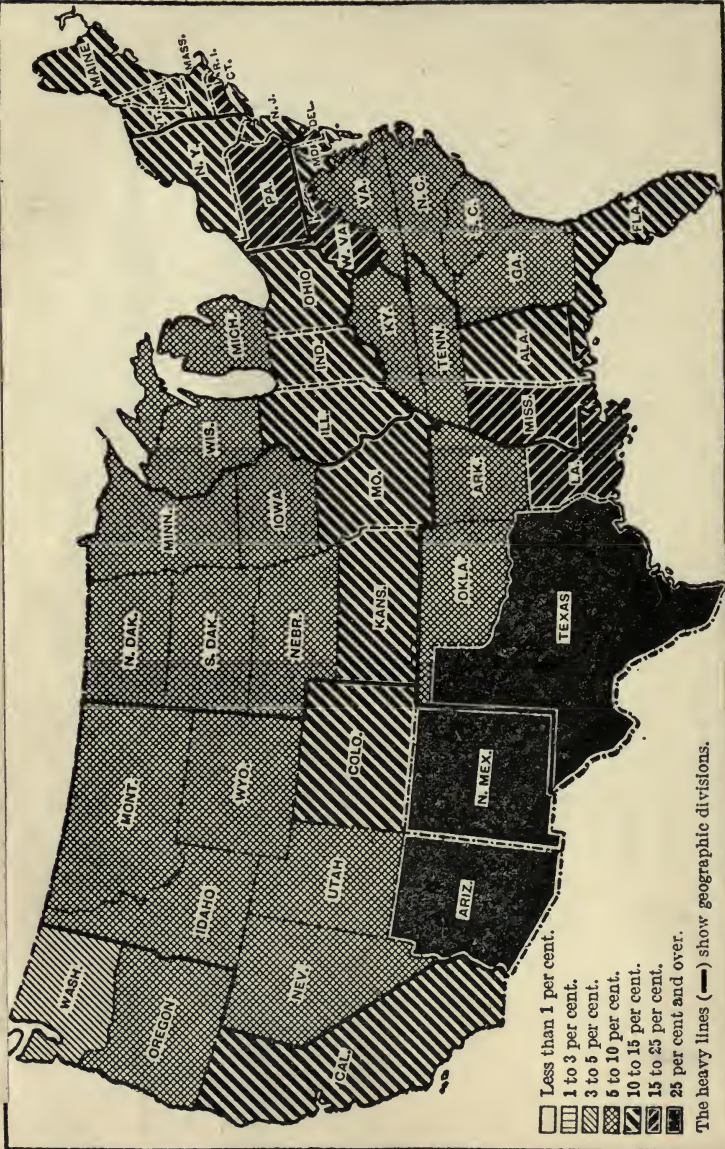 WASH.
OREGON
CAL.
IDAHO
NEV.
MONT.
WYO.
UTAH
ARIZ.
COLO.
N. MEX.
N. DAK.
S. DAK.
NEBR.
KANS.
OKLA.
TEXAS
MINN.
IOWA
MO.
ARK.
LA.
WIS.
MICH.
ILL.
IND.
OHIO
KY.
TENN.
MISS.
ALA.
GA.
FLA.
S.C.
N.C.
VA.
W. VA.
MD.
DEL.
PA.
N.J.
N.Y.
CT.
R.I.
MASS.
N.H.
MAINE
Less than 1 per cent.
1 to 3 per cent.
3 to 5 per cent.
5 to 10 per cent.
10 to 15 per cent.
15 to 25 per cent.
25 per cent and over.
The heavy lines (━) show geographic divisions.